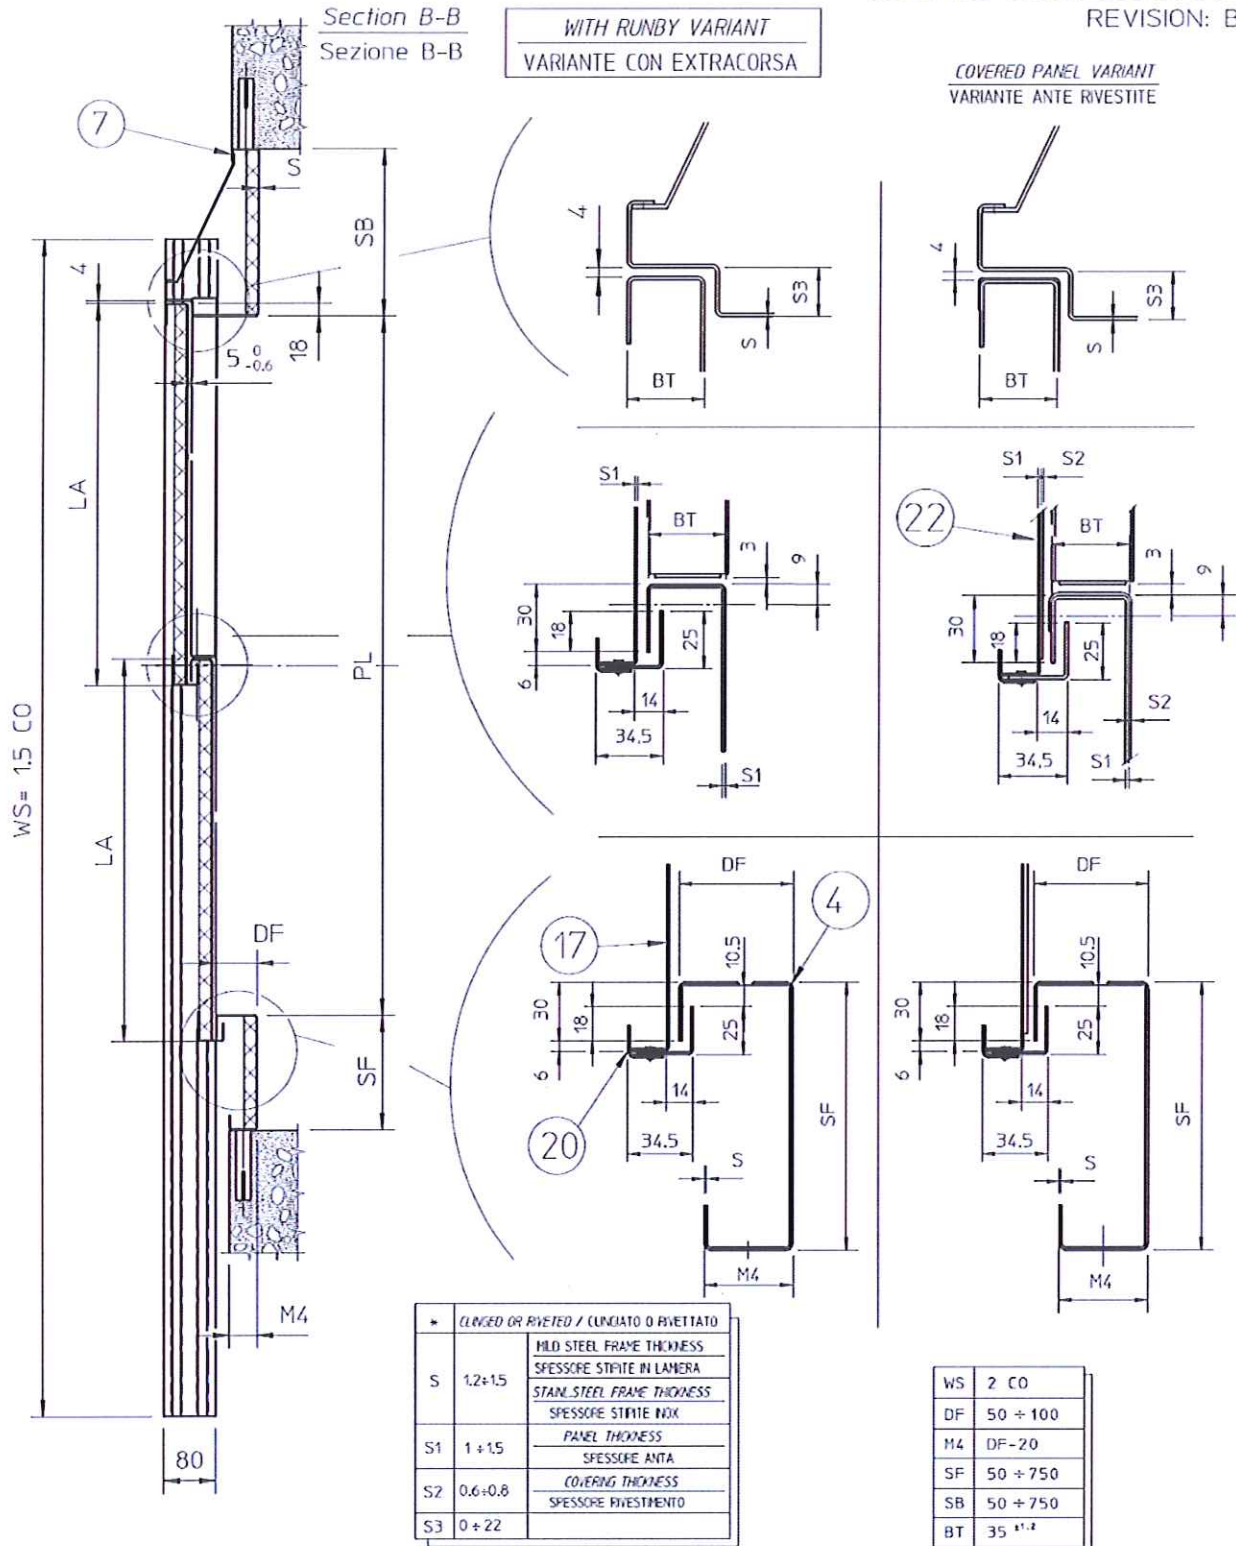 REVISION: B
Section B-B
Sezione B-B
WITH RUNBY VARIANT
VARIANTE CON EXTRACORSA
COVERED PANEL VARIANT
VARIANTE ANTE RIVESTITE
7
S
SB
4
18
5 0 -0.6
LA
PL
WS= 1.5 CO
LA
DF
SF
M4
80
4
S3
S
BT
4
S3
S
BT
S1
BT
3
9
30
18
25
6
14
34,5
S1
S1
S2
22
BT
3
9
30
18
25
14
34,5
S2
S1
DF
4
17
10.5
30
18
25
6
14
34.5
20
S
SF
M4
DF
10.5
30
18
25
6
14
34.5
S
SF
M4
* CLINGED OR RIVETED / CLINCIATO O RIVETTATO
S 1.2÷1.5 MILD STEEL FRAME THICKNESS
SPESSORE STIPITE IN LAMIERA
STAINL.STEEL FRAME THICKNESS
SPESSORE STIPITE INOX
S1 1 ÷1.5 PANEL THICKNESS
SPESSORE ANTA
S2 0.6÷0.8 COVERING THICKNESS
SPESSORE RIVESTIMENTO
S3 0 ÷ 22
WS 2 CO
DF 50 ÷ 100
M4 DF-20
SF 50 ÷ 750
SB 50 ÷ 750
BT 35 ±1.2